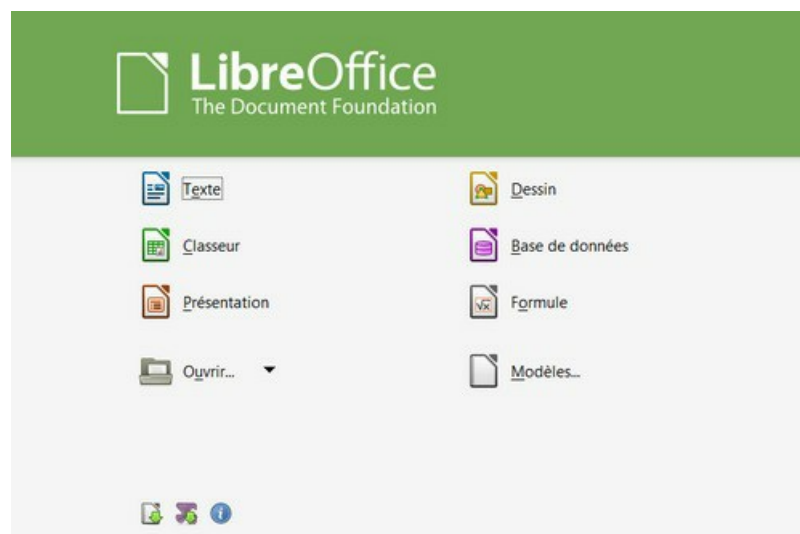 LibreOffice
The Document Foundation
Texte
Dessin
Classeur
Base de données
Présentation
Formule
Ouvrir...
Modèles...